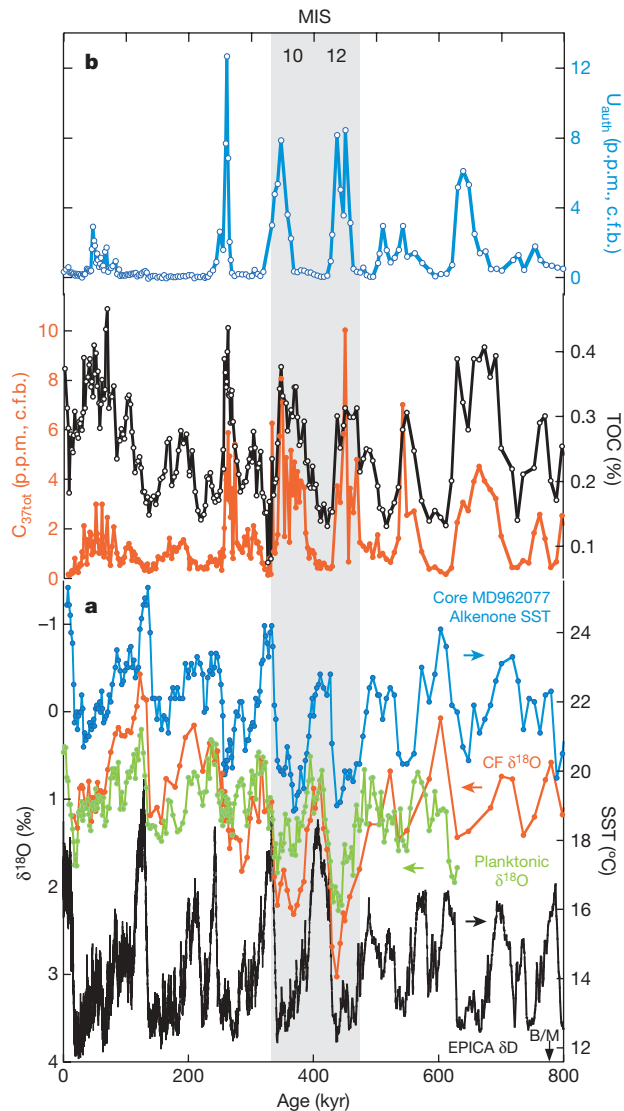 MIS
b
10 12
12
8
4
0
U_auth (p.p.m., c.f.b.)
10
8
6
4
2
0
C_37tot (p.p.m., c.f.b.)
0.4
0.3
0.2
0.1
TOC (%)
a
Core MD962077
Alkenone SST
CF δ¹⁸O
Planktonic
δ¹⁸O
EPICA δD
B/M
−1
0
1
2
3
4
δ¹⁸O (‰)
24
22
20
18
16
14
12
SST (°C)
0 200 400 600 800
Age (kyr)